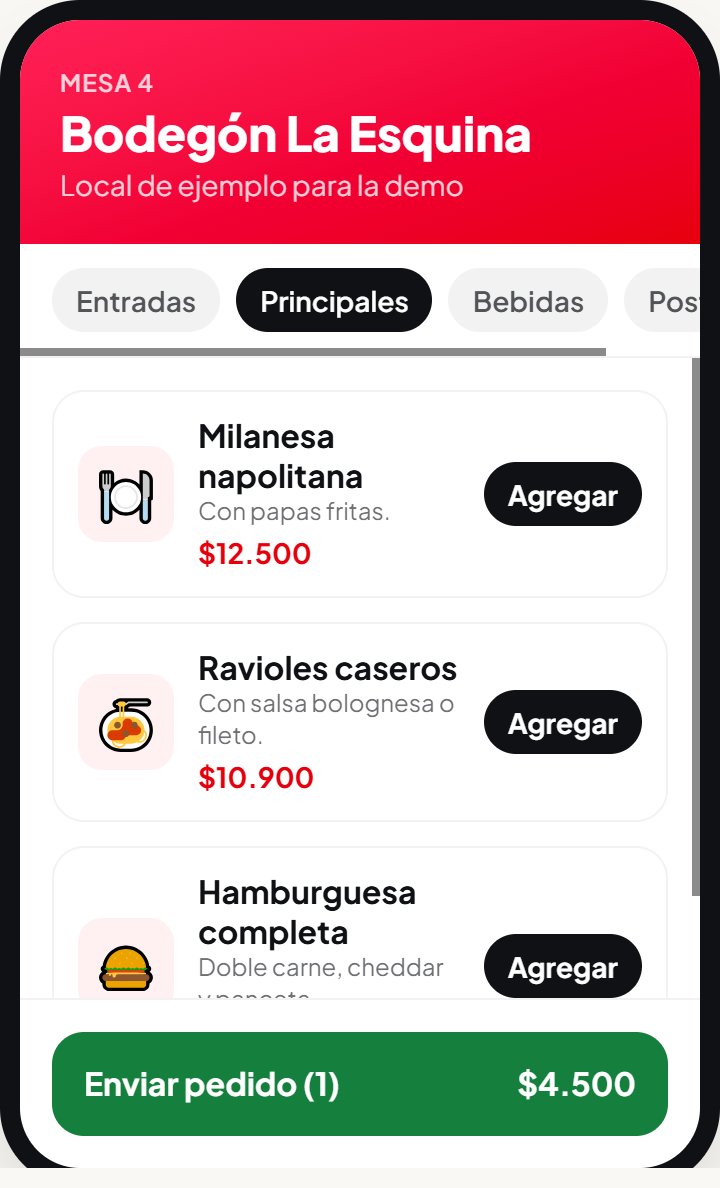 MESA 4
Bodegón La Esquina
Local de ejemplo para la demo
Entradas
Principales
Bebidas
Milanesa
napolitana
Con papas fritas.
$12.500
Agregar
Ravioles caseros
Con salsa bolognesa o
fileto.
$10.900
Agregar
Hamburguesa
completa
Doble carne, cheddar
Agregar
Enviar pedido (1)
$4.500